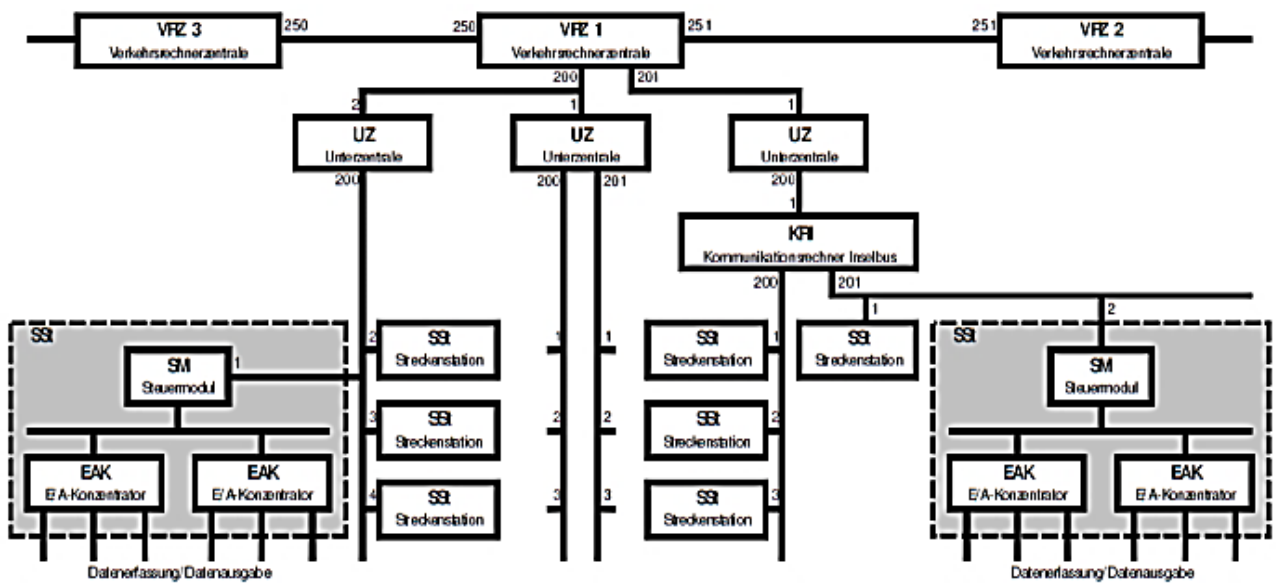 VRZ 3
Verkehrsrechnerzentrale
250
250
VRZ 1
Verkehrsrechnerzentrale
251
251
VRZ 2
Verkehrsrechnerzentrale
200
201
2
1
1
UZ
Unterzentrale
UZ
Unterzentrale
UZ
Unterzentrale
200
200
201
200
1
KRI
Kommunikationsrechner Inselbus
200
201
1
2
SSt
SM
Steuermodul
1
2
SSt
Streckenstation
1
1
SSt
Streckenstation
1
SSt
Streckenstation
SSt
SM
Steuermodul
3
SSt
Streckenstation
2
2
SSt
Streckenstation
2
EAK
E/A-Konzentrator
EAK
E/A-Konzentrator
4
SSt
Streckenstation
3
3
SSt
Streckenstation
3
EAK
E/A-Konzentrator
EAK
E/A-Konzentrator
Datenerfassung/Datenausgabe
Datenerfassung/Datenausgabe